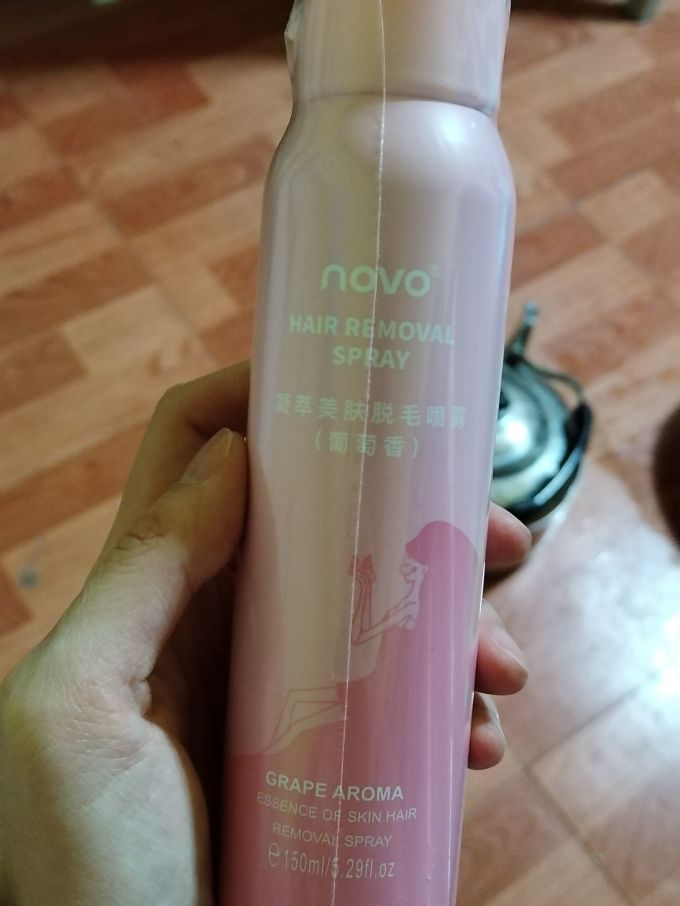 novo®
HAIR REMOVAL
SPRAY
凝萃美肤脱毛喷雾
(葡萄香)
GRAPE AROMA
ESSENCE OF SKIN HAIR
REMOVAL SPRAY
℮150ml/5.29fl.oz